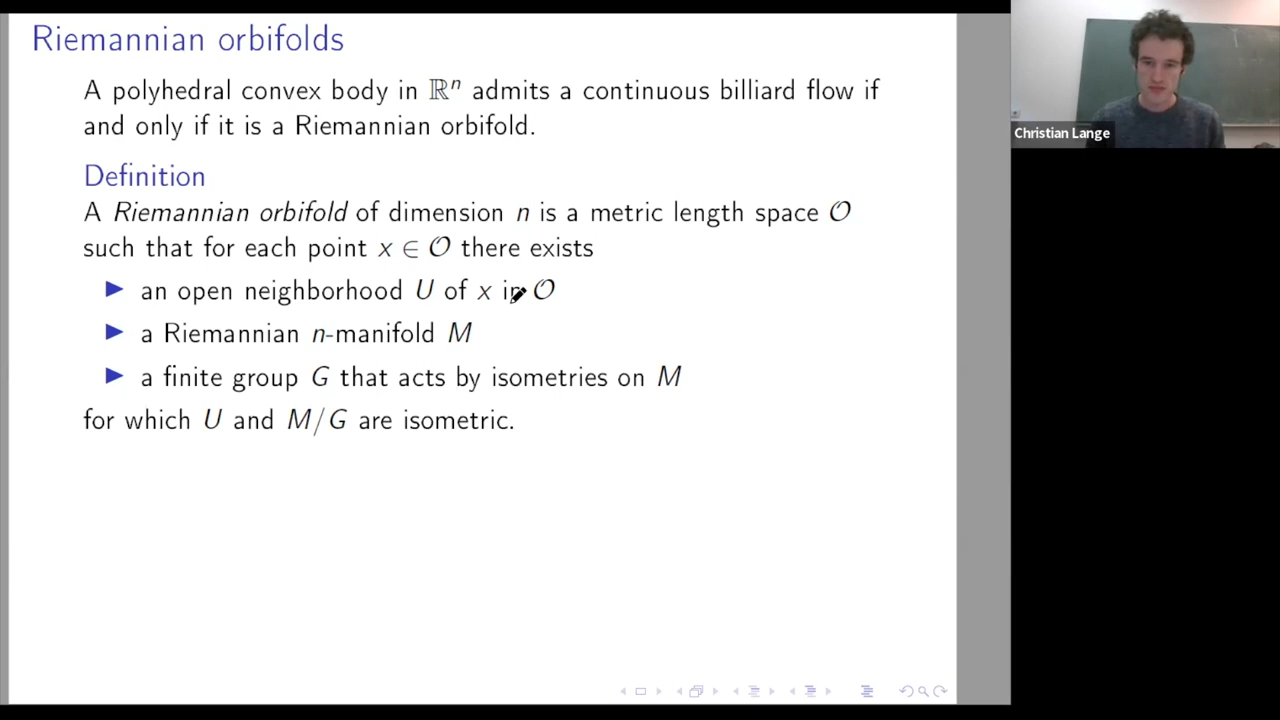 Riemannian orbifolds
A polyhedral convex body in ℝⁿ admits a continuous billiard flow if
and only if it is a Riemannian orbifold.
Definition
A Riemannian orbifold of dimension n is a metric length space 𝒪
such that for each point x ∈ 𝒪 there exists
▶ an open neighborhood U of x in 𝒪
▶ a Riemannian n-manifold M
▶ a finite group G that acts by isometries on M
for which U and M/G are isometric.
Christian Lange